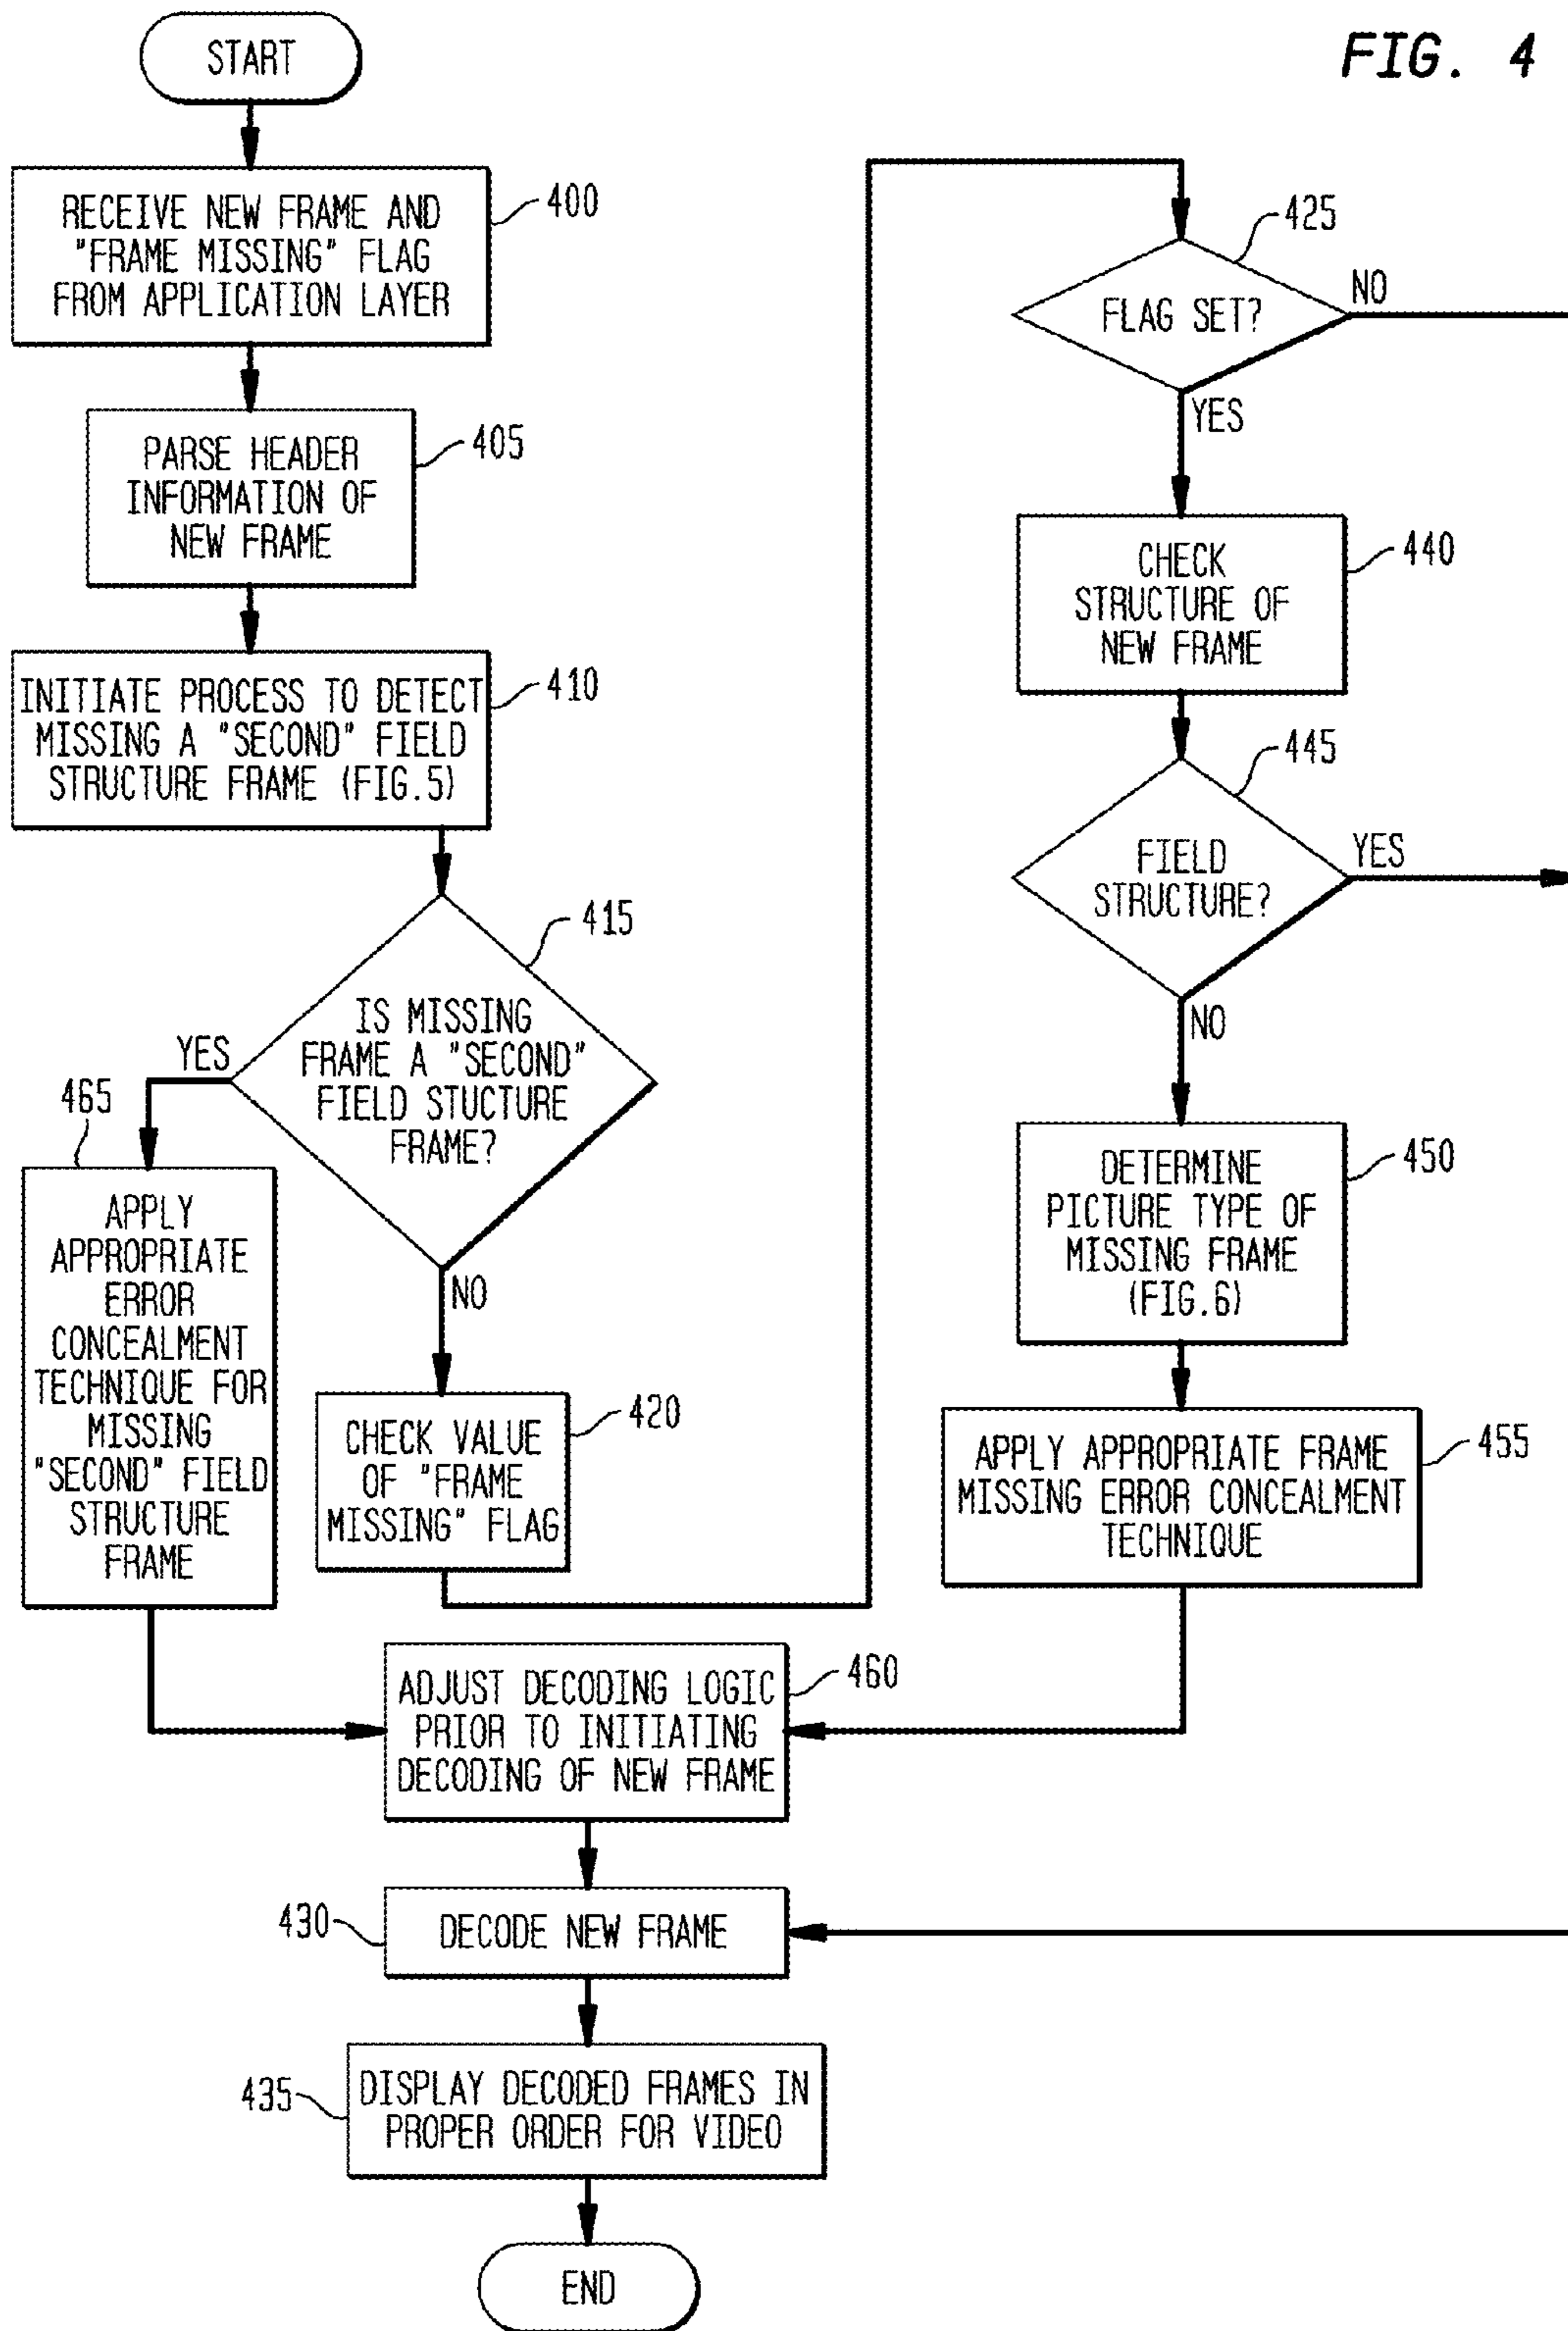 FIG. 4
START
RECEIVE NEW FRAME AND
"FRAME MISSING" FLAG
FROM APPLICATION LAYER
400
PARSE HEADER
INFORMATION OF
NEW FRAME
405
INITIATE PROCESS TO DETECT
MISSING A "SECOND" FIELD
STRUCTURE FRAME (FIG.5)
410
415
IS MISSING
FRAME A "SECOND"
FIELD STUCTURE
FRAME?
YES
NO
465
APPLY
APPROPRIATE
ERROR
CONCEALMENT
TECHNIQUE FOR
MISSING
"SECOND" FIELD
STRUCTURE
FRAME
CHECK VALUE
OF "FRAME
MISSING" FLAG
420
425
FLAG SET?
NO
YES
CHECK
STRUCTURE OF
NEW FRAME
440
445
FIELD
STRUCTURE?
YES
NO
DETERMINE
PICTURE TYPE OF
MISSING FRAME
(FIG.6)
450
APPLY APPROPRIATE FRAME
MISSING ERROR CONCEALMENT
TECHNIQUE
455
ADJUST DECODING LOGIC
PRIOR TO INITIATING
DECODING OF NEW FRAME
460
430
DECODE NEW FRAME
435
DISPLAY DECODED FRAMES IN
PROPER ORDER FOR VIDEO
END